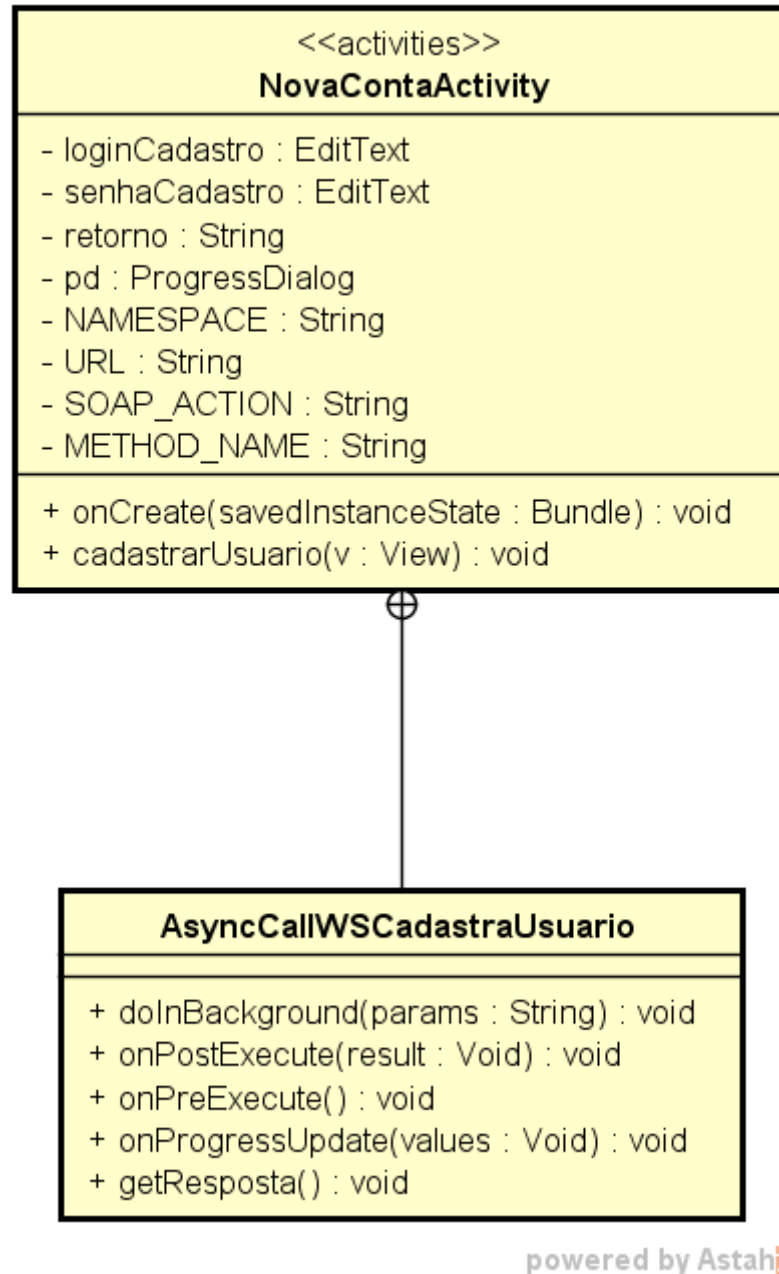 <<activities>>
NovaContaActivity
- loginCadastro : EditText
- senhaCadastro : EditText
- retorno : String
- pd : ProgressDialog
- NAMESPACE : String
- URL : String
- SOAP_ACTION : String
- METHOD_NAME : String
+ onCreate(savedInstanceState : Bundle) : void
+ cadastrarUsuario(v : View) : void
AsyncCallWSCadastraUsuario
+ doInBackground(params : String) : void
+ onPostExecute(result : Void) : void
+ onPreExecute() : void
+ onProgressUpdate(values : Void) : void
+ getResposta() : void
powered by Astah